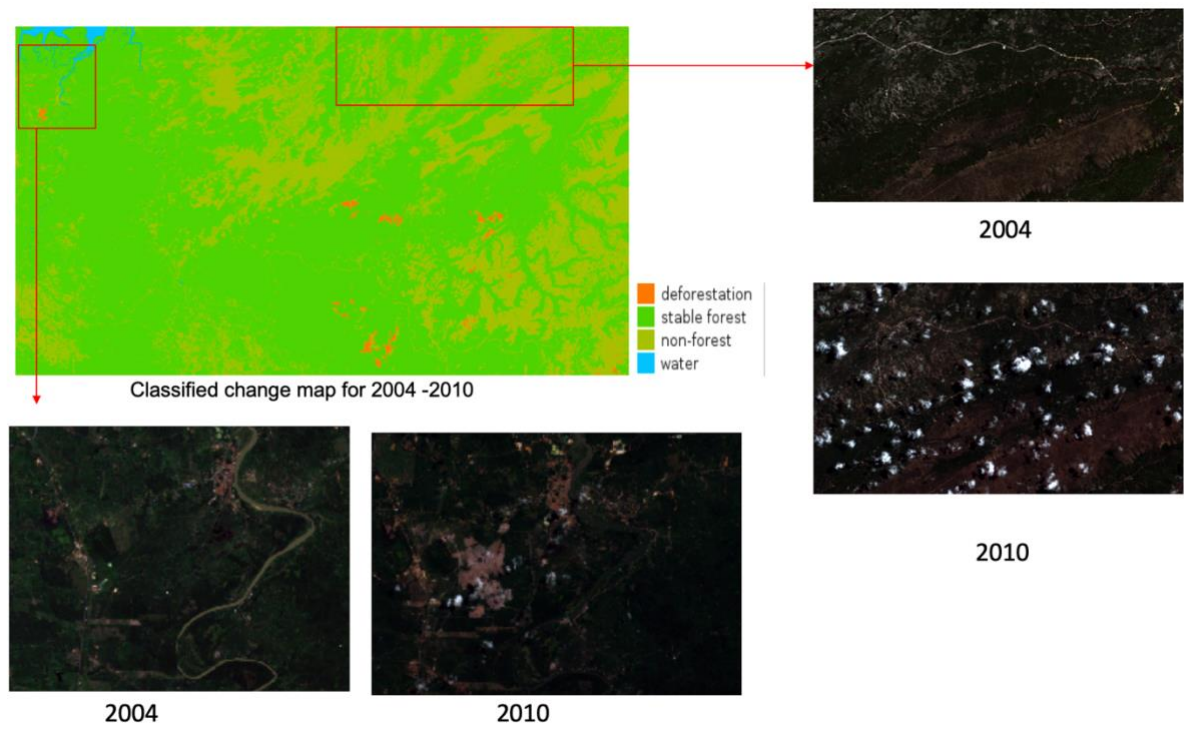 2004
deforestation
stable forest
non-forest
water
Classified change map for 2004 -2010
2010
2004
2010